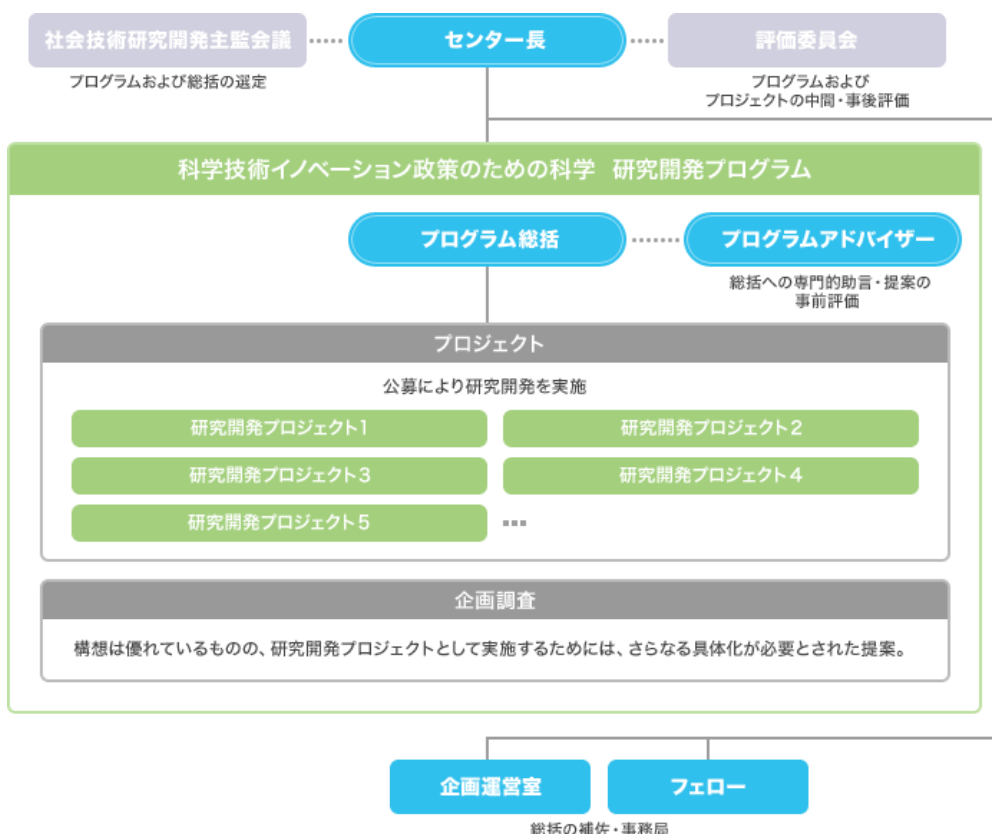 社会技術研究開発主監会議
センター長
評価委員会
プログラムおよび総括の選定
プログラムおよび
プロジェクトの中間・事後評価
科学技術イノベーション政策のための科学 研究開発プログラム
プログラム総括
プログラムアドバイザー
総括への専門的助言・提案の
事前評価
プロジェクト
公募により研究開発を実施
研究開発プロジェクト1
研究開発プロジェクト2
研究開発プロジェクト3
研究開発プロジェクト4
研究開発プロジェクト5
企画調査
構想は優れているものの、研究開発プロジェクトとして実施するためには、さらなる具体化が必要とされた提案。
企画運営室
フェロー
総括の補佐・事務局